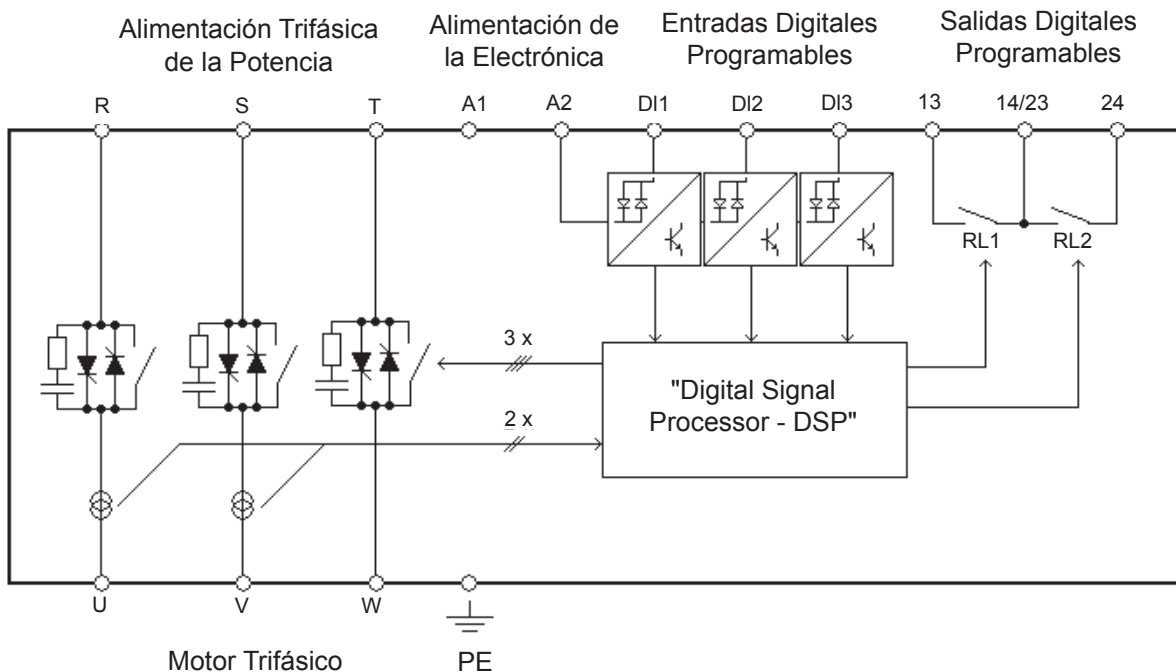 Alimentación Trifásica
de la Potencia
Alimentación de
la Electrónica
Entradas Digitales
Programables
Salidas Digitales
Programables
R S T A1 A2 DI1 DI2 DI3 13 14/23 24
RL1 RL2
3 x
"Digital Signal
Processor - DSP"
2 x
U V W
Motor Trifásico
PE